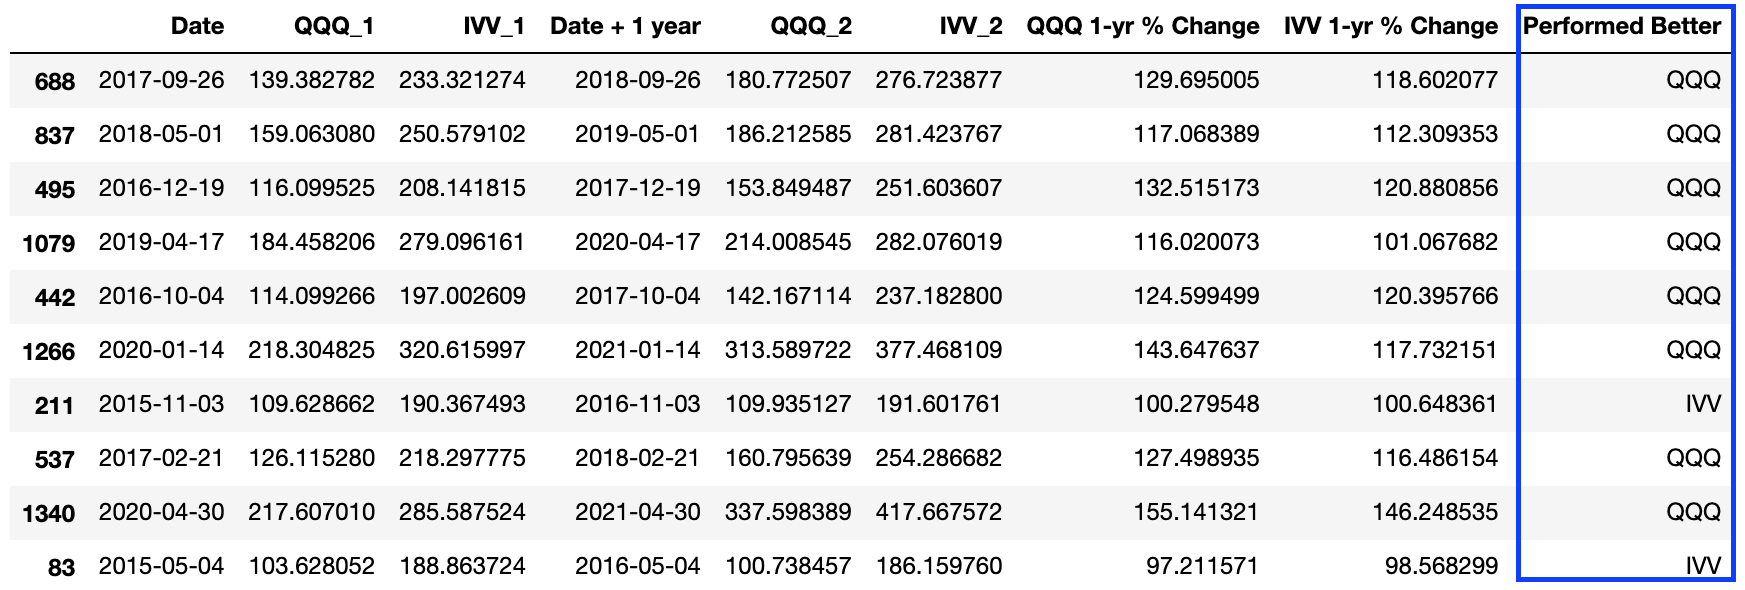 Date QQQ_1 IVV_1 Date + 1 year QQQ_2 IVV_2 QQQ 1-yr % Change IVV 1-yr % Change Performed Better
688 2017-09-26 139.382782 233.321274 2018-09-26 180.772507 276.723877 129.695005 118.602077 QQQ
837 2018-05-01 159.063080 250.579102 2019-05-01 186.212585 281.423767 117.068389 112.309353 QQQ
495 2016-12-19 116.099525 208.141815 2017-12-19 153.849487 251.603607 132.515173 120.880856 QQQ
1079 2019-04-17 184.458206 279.096161 2020-04-17 214.008545 282.076019 116.020073 101.067682 QQQ
442 2016-10-04 114.099266 197.002609 2017-10-04 142.167114 237.182800 124.599499 120.395766 QQQ
1266 2020-01-14 218.304825 320.615997 2021-01-14 313.589722 377.468109 143.647637 117.732151 QQQ
211 2015-11-03 109.628662 190.367493 2016-11-03 109.935127 191.601761 100.279548 100.648361 IVV
537 2017-02-21 126.115280 218.297775 2018-02-21 160.795639 254.286682 127.498935 116.486154 QQQ
1340 2020-04-30 217.607010 285.587524 2021-04-30 337.598389 417.667572 155.141321 146.248535 QQQ
83 2015-05-04 103.628052 188.863724 2016-05-04 100.738457 186.159760 97.211571 98.568299 IVV